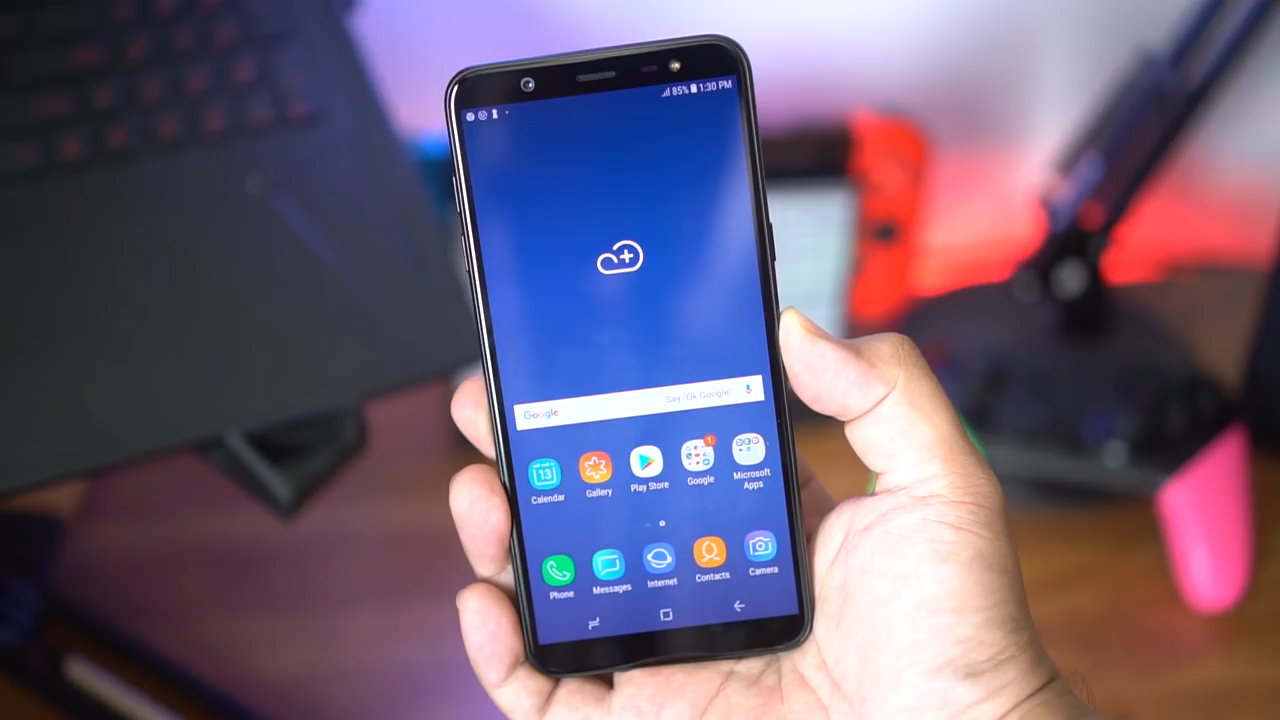 85% 1:30 PM
Google Say "Ok Google"
13
1
Calendar Gallery Play Store Google Microsoft Apps
Phone Messages Internet Contacts Camera